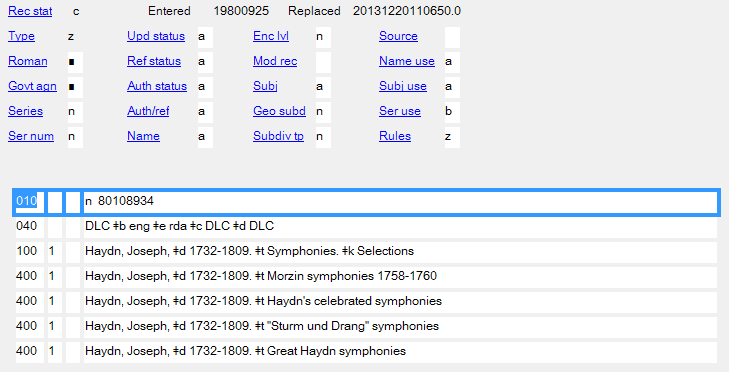 Rec stat c Entered 19800925 Replaced 20131220110650.0
Type z Upd status a Enc lvl n Source
Roman ∎ Ref status a Mod rec Name use a
Govt agn ∎ Auth status a Subj a Subj use a
Series n Auth/ref a Geo subd n Ser use b
Ser num n Name a Subdiv tp n Rules z
010 n 80108934
040 DLC ǂb eng ǂe rda ǂc DLC ǂd DLC
100 1 Haydn, Joseph, ǂd 1732-1809. ǂt Symphonies. ǂk Selections
400 1 Haydn, Joseph, ǂd 1732-1809. ǂt Morzin symphonies 1758-1760
400 1 Haydn, Joseph, ǂd 1732-1809. ǂt Haydn's celebrated symphonies
400 1 Haydn, Joseph, ǂd 1732-1809. ǂt "Sturm und Drang" symphonies
400 1 Haydn, Joseph, ǂd 1732-1809. ǂt Great Haydn symphonies